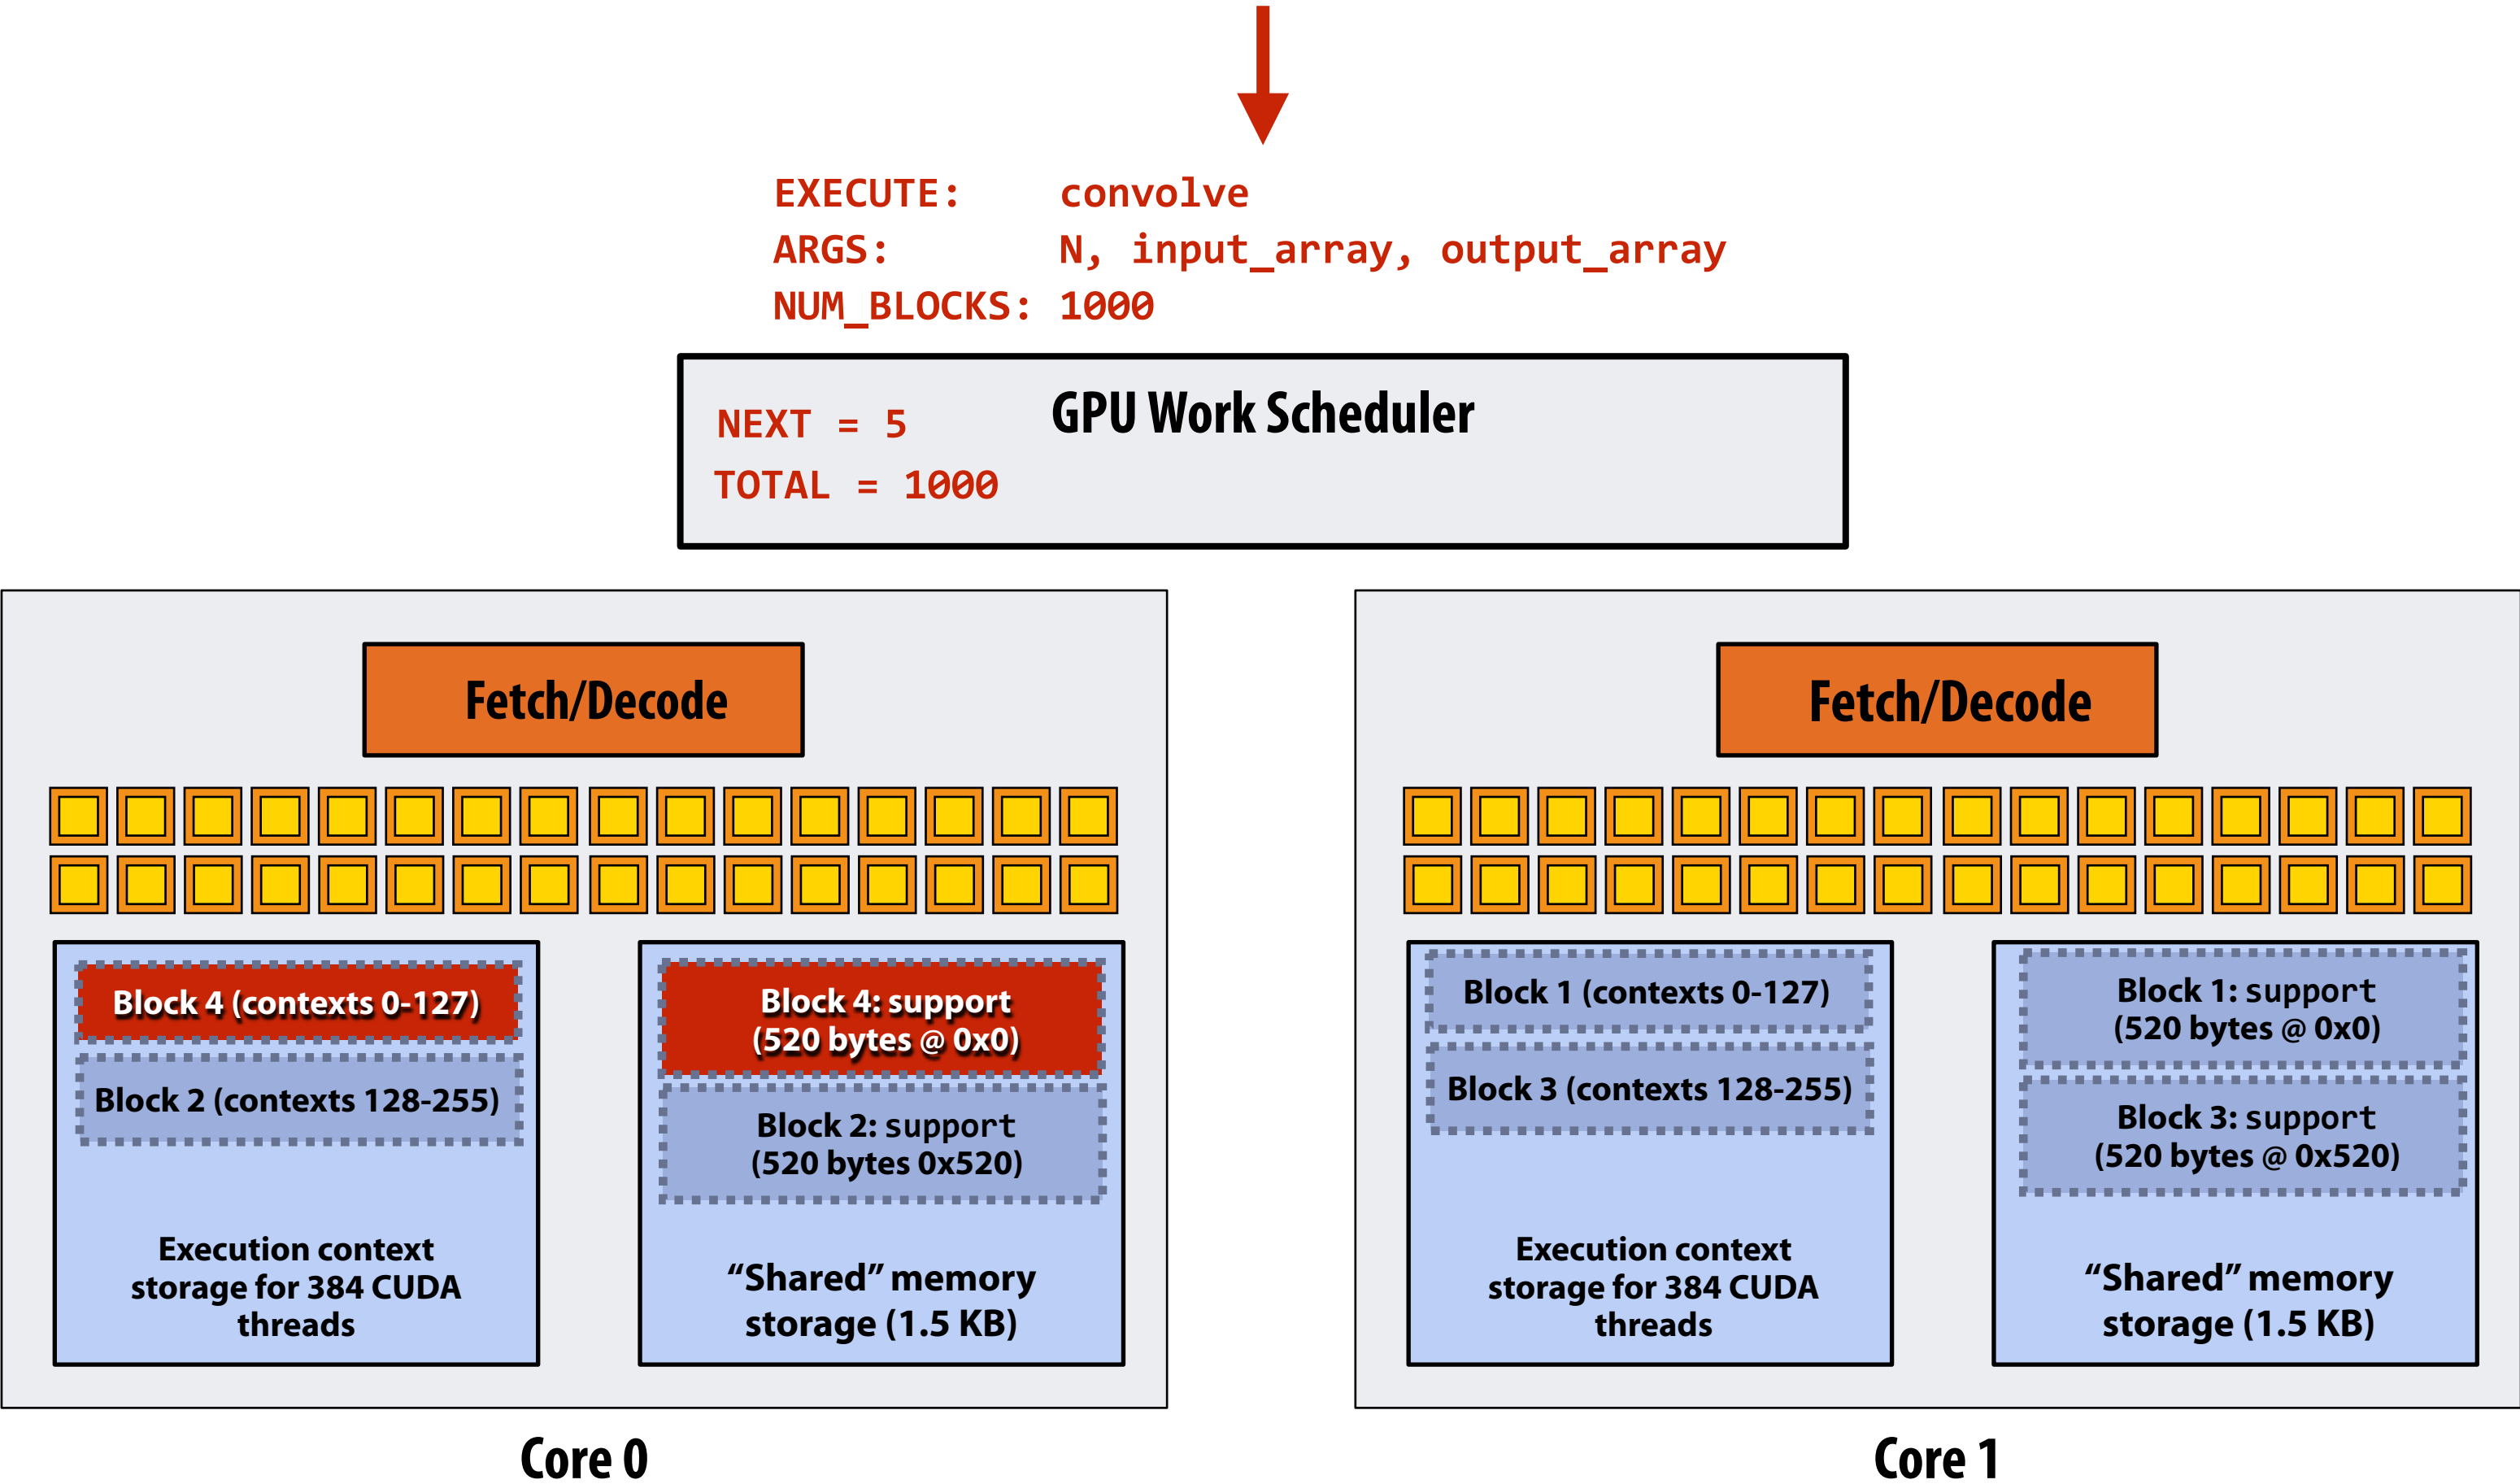 EXECUTE: convolve
ARGS: N, input_array, output_array
NUM_BLOCKS: 1000
GPU Work Scheduler
NEXT = 5
TOTAL = 1000
Fetch/Decode
Block 4 (contexts 0-127)
Block 2 (contexts 128-255)
Execution context
storage for 384 CUDA
threads
Block 4: support
(520 bytes @ 0x0)
Block 2: support
(520 bytes 0x520)
“Shared” memory
storage (1.5 KB)
Core 0
Fetch/Decode
Block 1 (contexts 0-127)
Block 3 (contexts 128-255)
Execution context
storage for 384 CUDA
threads
Block 1: support
(520 bytes @ 0x0)
Block 3: support
(520 bytes @ 0x520)
“Shared” memory
storage (1.5 KB)
Core 1